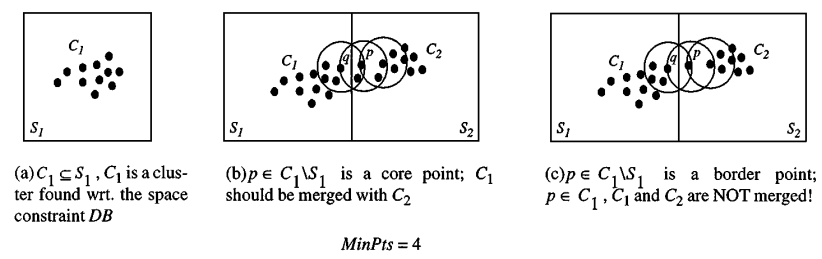 C1
S1
C1 q p C2
S1 S2
C1 q p C2
S1 S2
(a) C1 ⊆ S1 , C1 is a clus-
ter found wrt. the space
constraint DB
(b) p ∈ C1\S1 is a core point; C1
should be merged with C2
(c) p ∈ C1\S1 is a border point;
p ∈ C1 , C1 and C2 are NOT merged!
MinPts = 4